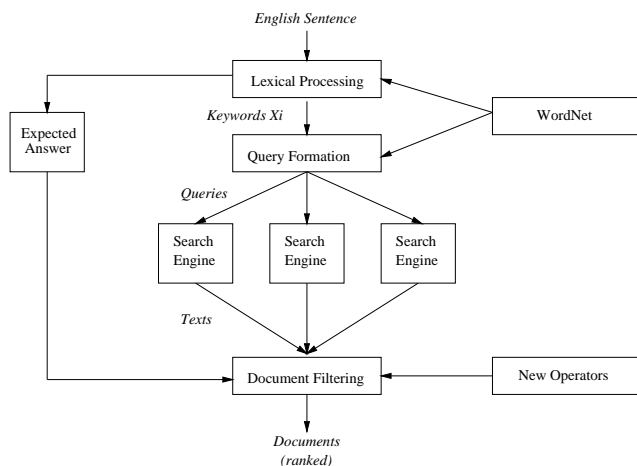 English Sentence
Lexical Processing
Keywords Xi
WordNet
Expected
Answer
Query Formation
Queries
Search
Engine
Search
Engine
Search
Engine
Texts
Document Filtering
New Operators
Documents
(ranked)